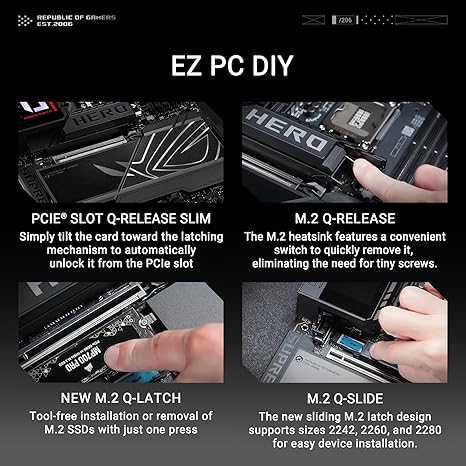 REPUBLIC OF GAMERS
EST.2006
/206
EZ PC DIY
HERO
HERO
PCIE® SLOT Q-RELEASE SLIM
Simply tilt the card toward the latching
mechanism to automatically
unlock it from the PCIe slot
M.2 Q-RELEASE
The M.2 heatsink features a convenient
switch to quickly remove it,
eliminating the need for tiny screws.
MP700 PRO
NEW M.2 Q-LATCH
Tool-free installation or removal of
M.2 SSDs with just one press
M.2 Q-SLIDE
The new sliding M.2 latch design
supports sizes 2242, 2260, and 2280
for easy device installation.